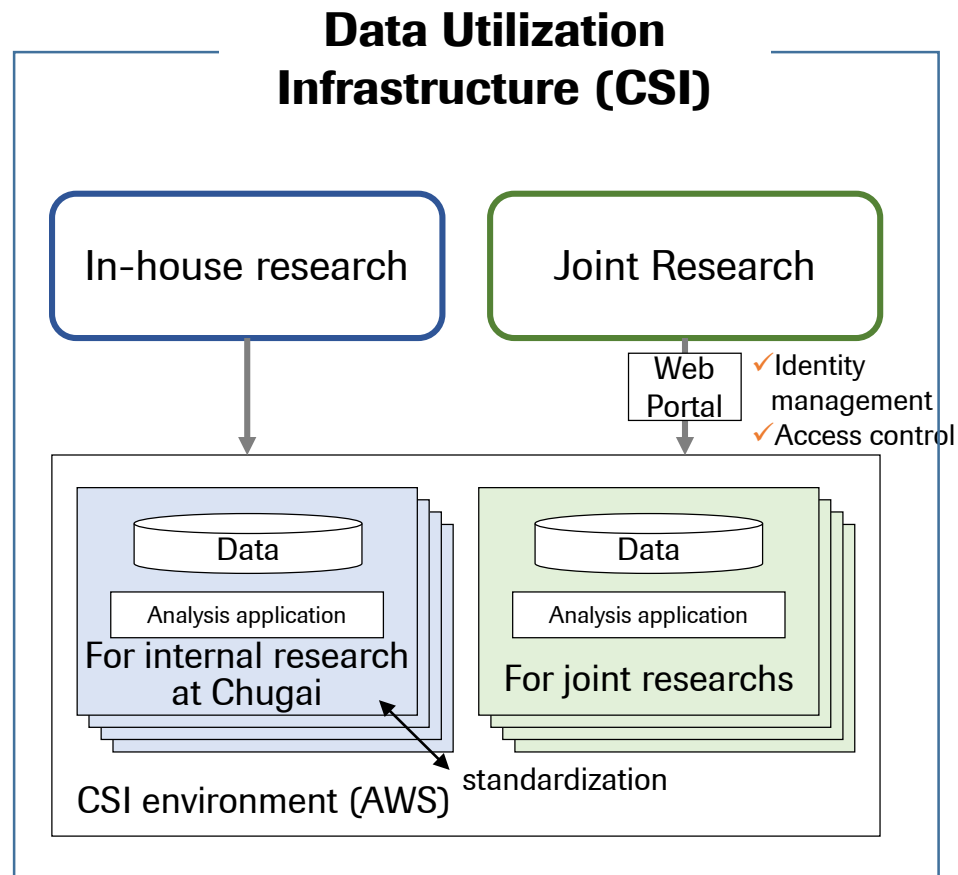 Data Utilization
Infrastructure (CSI)
In-house research
Joint Research
Web
Portal
✓Identity
management
✓Access control
Data
Analysis application
For internal research
at Chugai
Data
Analysis application
For joint researchs
standardization
CSI environment (AWS)